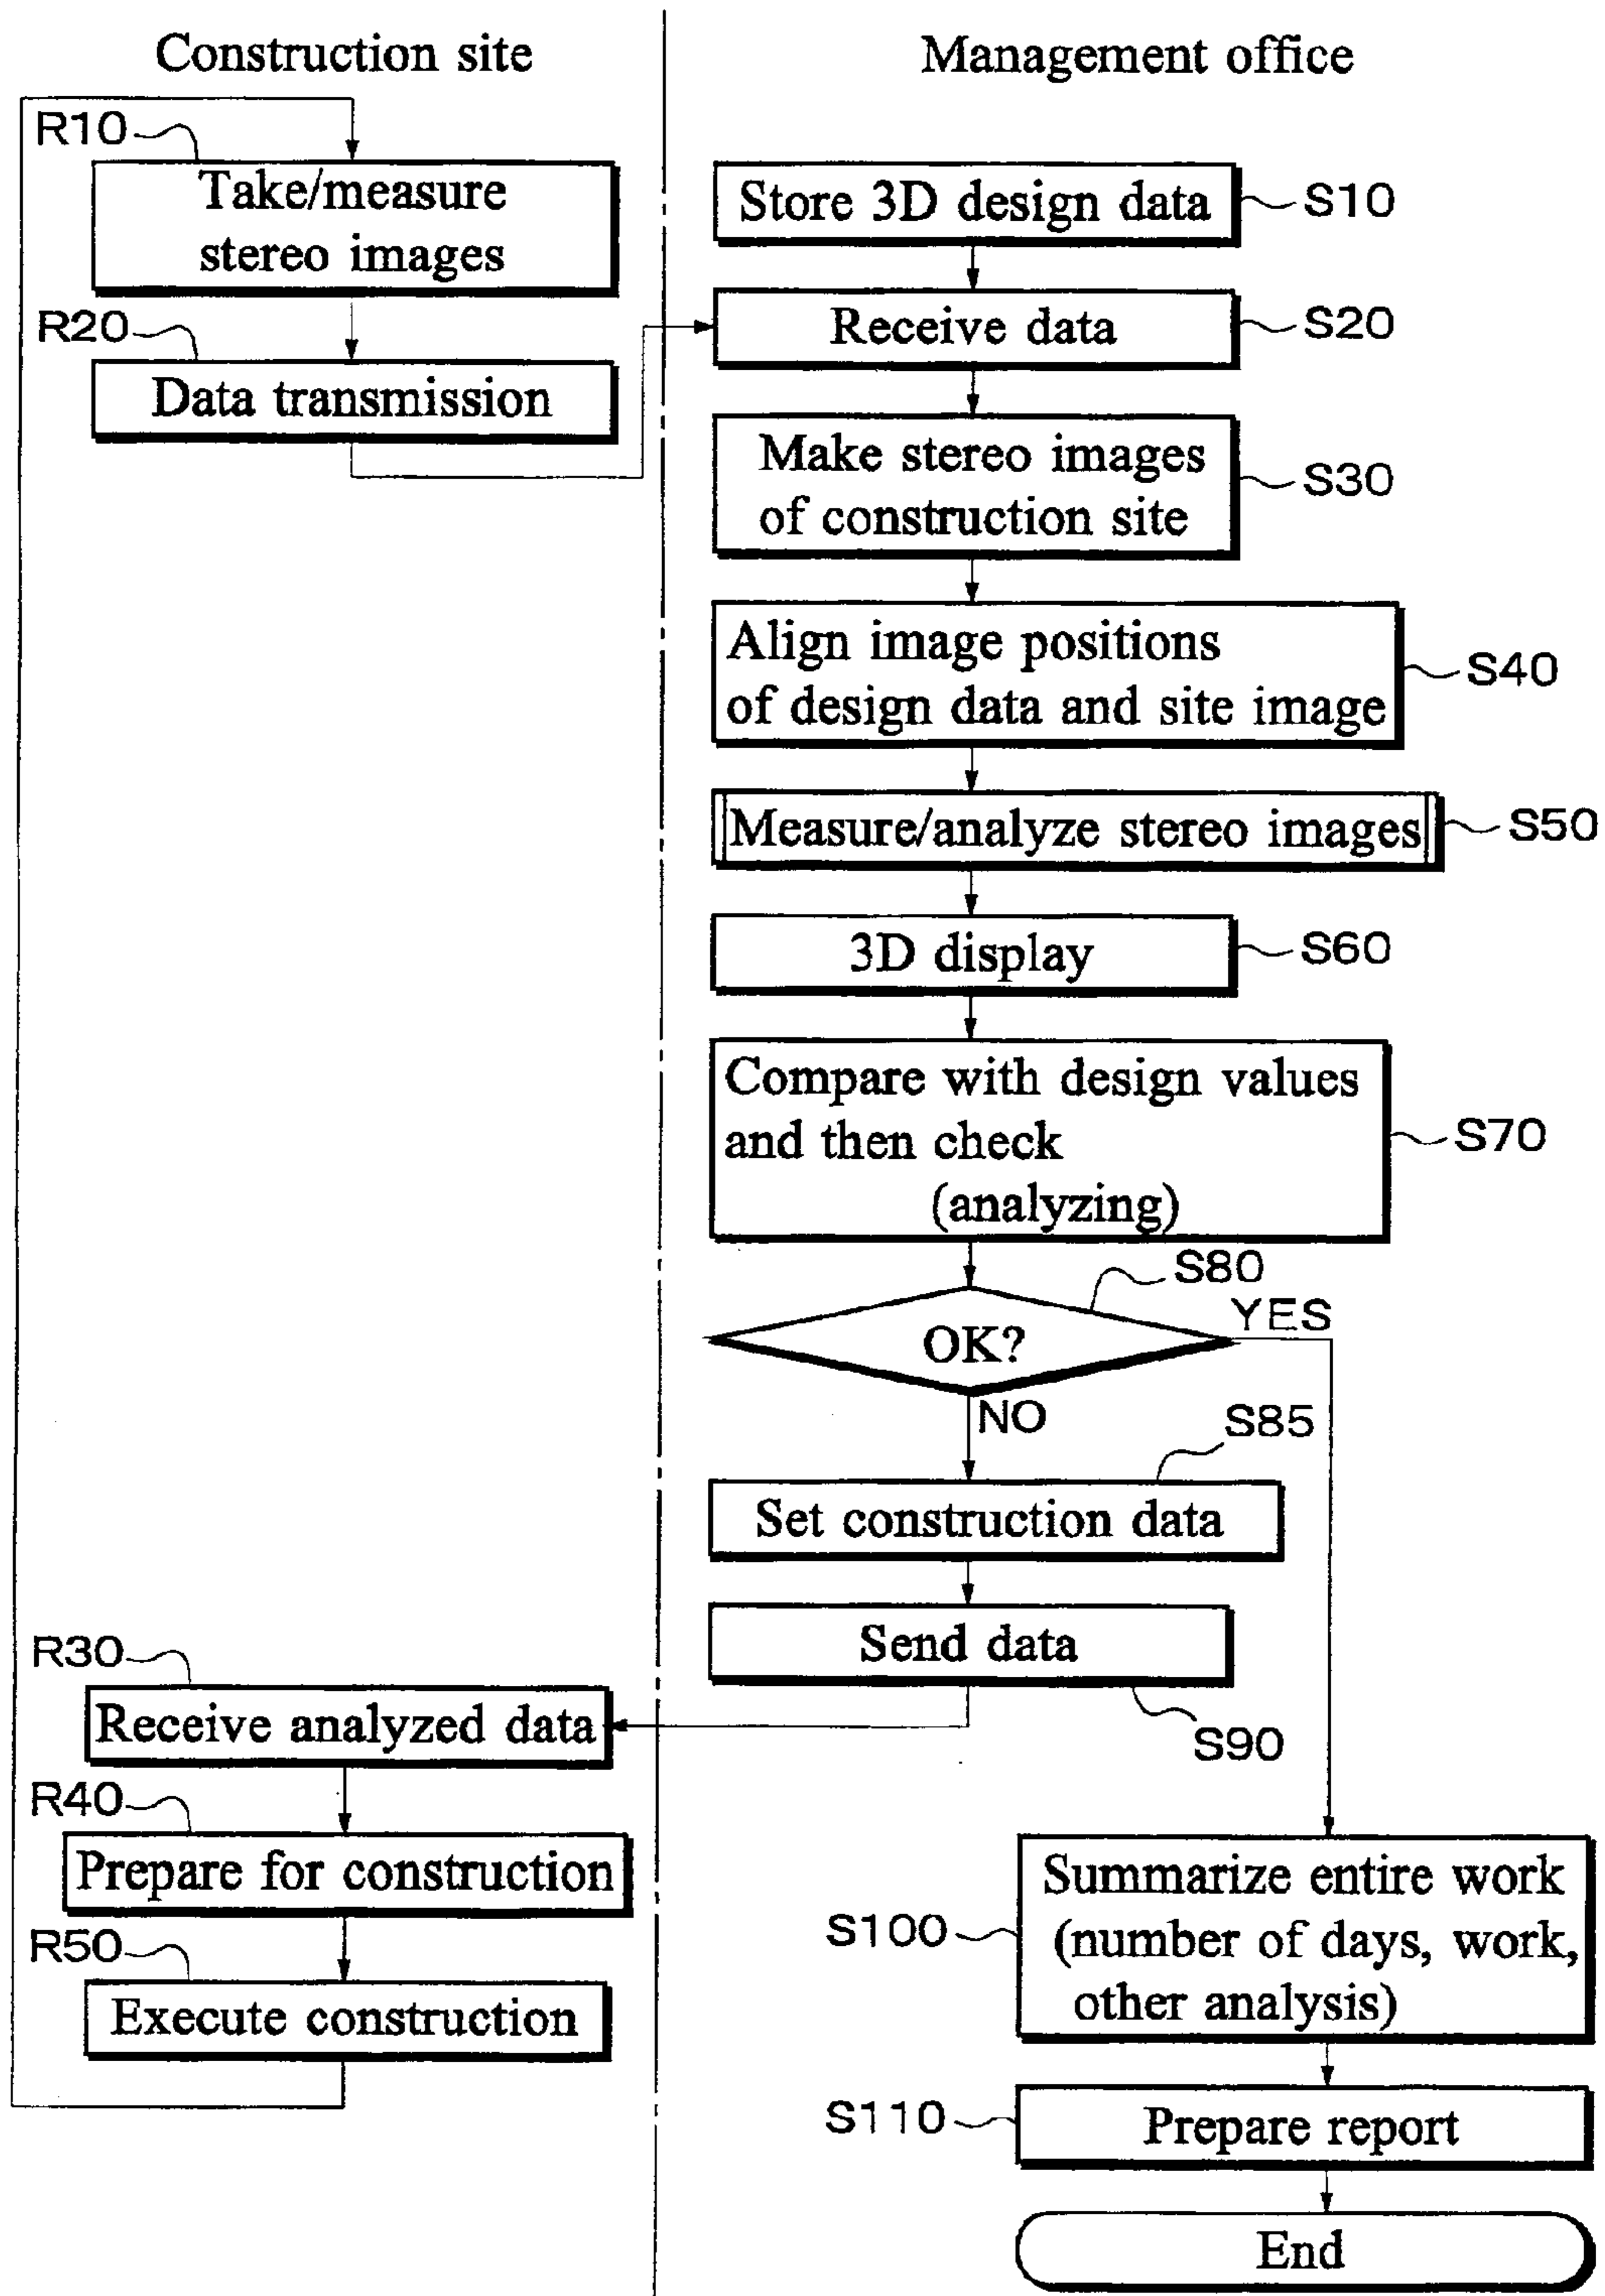 Construction site
Management office
R10
Take/measure
stereo images
R20
Data transmission
Store 3D design data
S10
Receive data
S20
Make stereo images
of construction site
S30
Align image positions
of design data and site image
S40
Measure/analyze stereo images
S50
3D display
S60
Compare with design values
and then check
(analyzing)
S70
S80
OK?
YES
NO
S85
Set construction data
Send data
S90
R30
Receive analyzed data
R40
Prepare for construction
R50
Execute construction
S100
Summarize entire work
(number of days, work,
other analysis)
S110
Prepare report
End